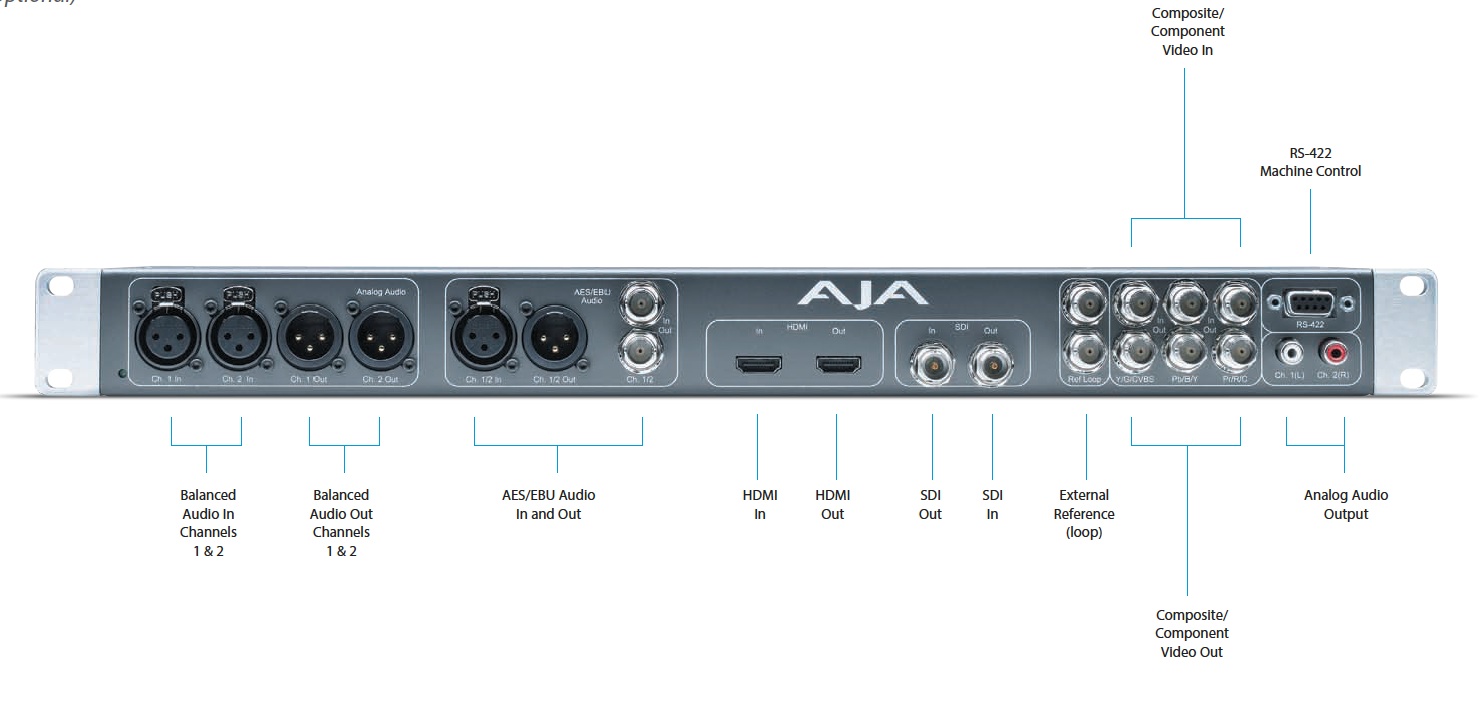 optional)
Composite/
Component
Video In
RS-422
Machine Control
PUSH
PUSH
Analog Audio
PUSH
AES/EBU
Audio
In
Out
AJA
In HDMI Out
In SDI Out
In
Out
In
Out
RS-422
Ch. 1 In
Ch. 2 In
Ch. 1 Out
Ch. 2 Out
Ch. 1/2 In
Ch. 1/2 Out
Ch. 1/2
Ref Loop
Y/G/CVBS
Pb/B/Y
Pr/R/C
Ch. 1(L)
Ch. 2(R)
Balanced
Audio In
Channels
1 & 2
Balanced
Audio Out
Channels
1 & 2
AES/EBU Audio
In and Out
HDMI
In
HDMI
Out
SDI
Out
SDI
In
External
Reference
(loop)
Analog Audio
Output
Composite/
Component
Video Out